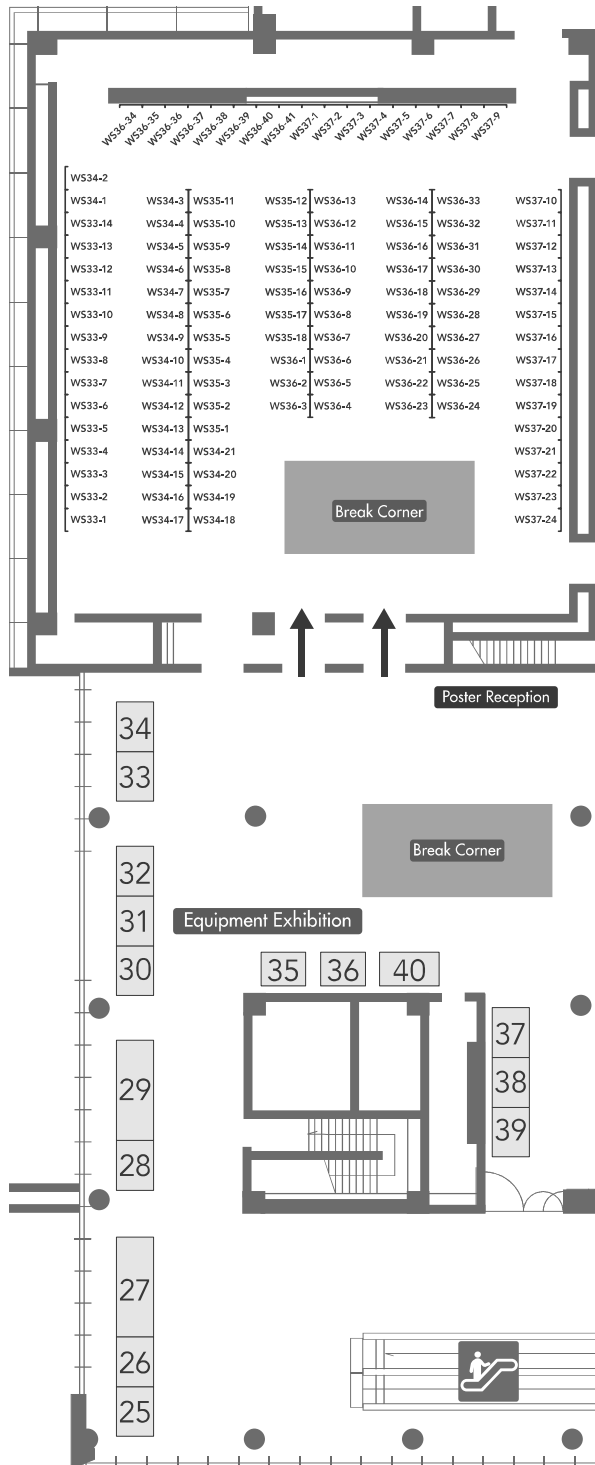 WS36-34 WS36-35 WS36-36 WS36-37 WS36-38 WS36-39 WS36-40 WS36-41 WS37-1 WS37-2 WS37-3 WS37-4 WS37-5 WS37-6 WS37-7 WS37-8 WS37-9
WS34-2
WS34-1 WS34-3 WS35-11 WS35-12 WS36-13 WS36-14 WS36-33 WS37-10
WS33-14 WS34-4 WS35-10 WS35-13 WS36-12 WS36-15 WS36-32 WS37-11
WS33-13 WS34-5 WS35-9 WS35-14 WS36-11 WS36-16 WS36-31 WS37-12
WS33-12 WS34-6 WS35-8 WS35-15 WS36-10 WS36-17 WS36-30 WS37-13
WS33-11 WS34-7 WS35-7 WS35-16 WS36-9 WS36-18 WS36-29 WS37-14
WS33-10 WS34-8 WS35-6 WS35-17 WS36-8 WS36-19 WS36-28 WS37-15
WS33-9 WS34-9 WS35-5 WS35-18 WS36-7 WS36-20 WS36-27 WS37-16
WS33-8 WS34-10 WS35-4 WS36-1 WS36-6 WS36-21 WS36-26 WS37-17
WS33-7 WS34-11 WS35-3 WS36-2 WS36-5 WS36-22 WS36-25 WS37-18
WS33-6 WS34-12 WS35-2 WS36-3 WS36-4 WS36-23 WS36-24 WS37-19
WS33-5 WS34-13 WS35-1 WS37-20
WS33-4 WS34-14 WS34-21 WS37-21
WS33-3 WS34-15 WS34-20 WS37-22
WS33-2 WS34-16 WS34-19 WS37-23
WS33-1 WS34-17 WS34-18 WS37-24
Break Corner
Poster Reception
34
33
Break Corner
32
31
30
Equipment Exhibition
35 36 40
37
38
39
29
28
27
26
25